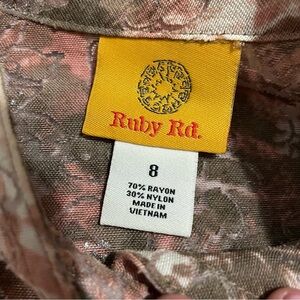 Ruby Rd.
8
70% RAYON
30% NYLON
MADE IN
VIETNAM